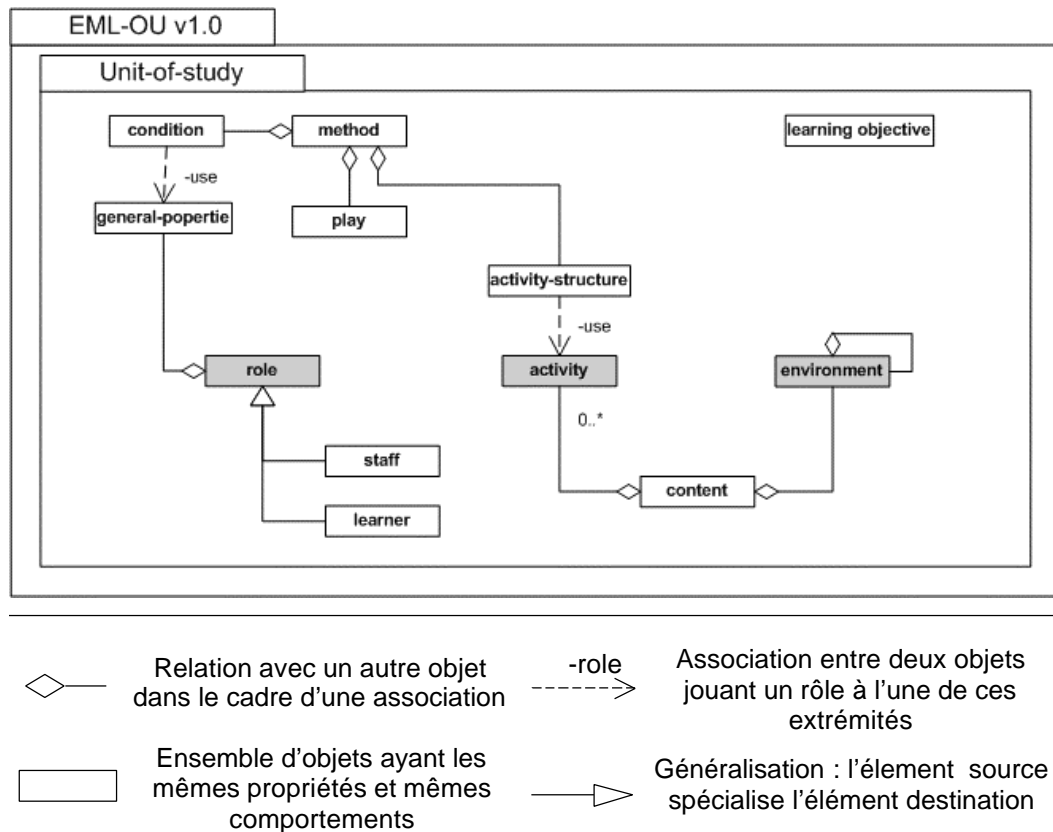 EML-OU v1.0
Unit-of-study
condition
method
learning objective
-use
general-popertie
play
activity-structure
-use
role
activity
environment
0..*
staff
content
learner
Relation avec un autre objet
dans le cadre d'une association
-role
Association entre deux objets
jouant un rôle à l'une de ces
extrémités
Ensemble d'objets ayant les
mêmes propriétés et mêmes
comportements
Généralisation : l'élement source
spécialise l'élément destination